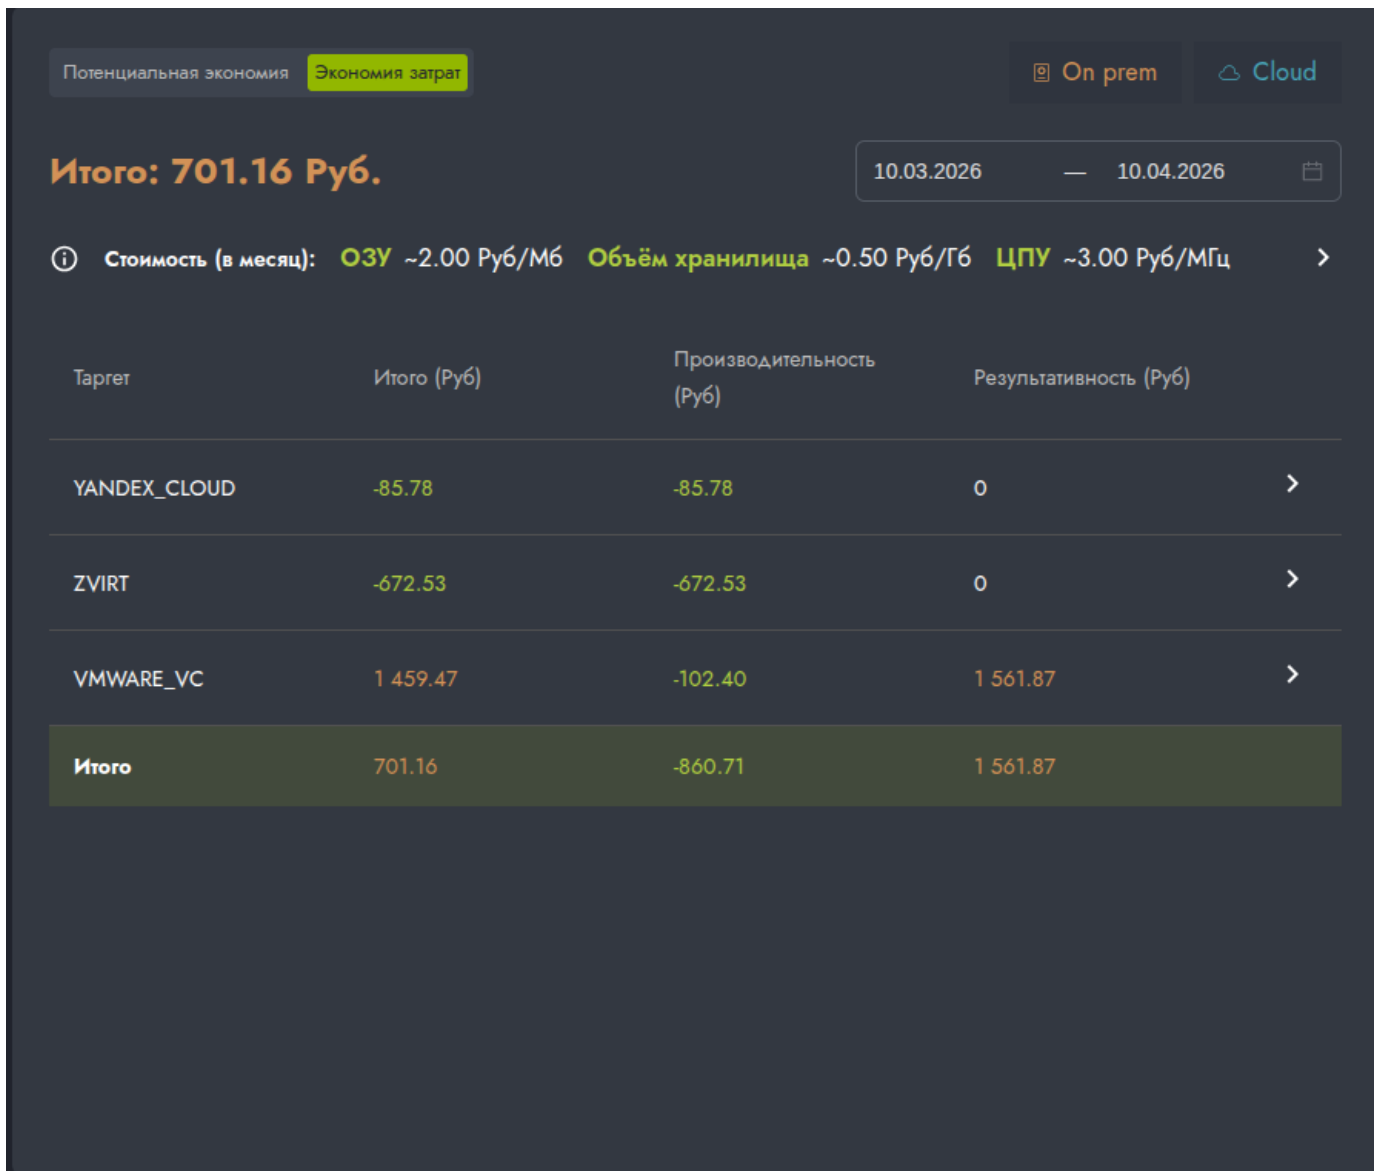 Потенциальная экономия Экономия затрат On prem Cloud
Итого: 701.16 Руб. 10.03.2026 — 10.04.2026
Стоимость (в месяц): ОЗУ ~2.00 Руб/Мб Объём хранилища ~0.50 Руб/Гб ЦПУ ~3.00 Руб/МГц
Таргет Итого (Руб) Производительность (Руб) Результативность (Руб)
YANDEX_CLOUD -85.78 -85.78 0
ZVIRT -672.53 -672.53 0
VMWARE_VC 1 459.47 -102.40 1 561.87
Итого 701.16 -860.71 1 561.87